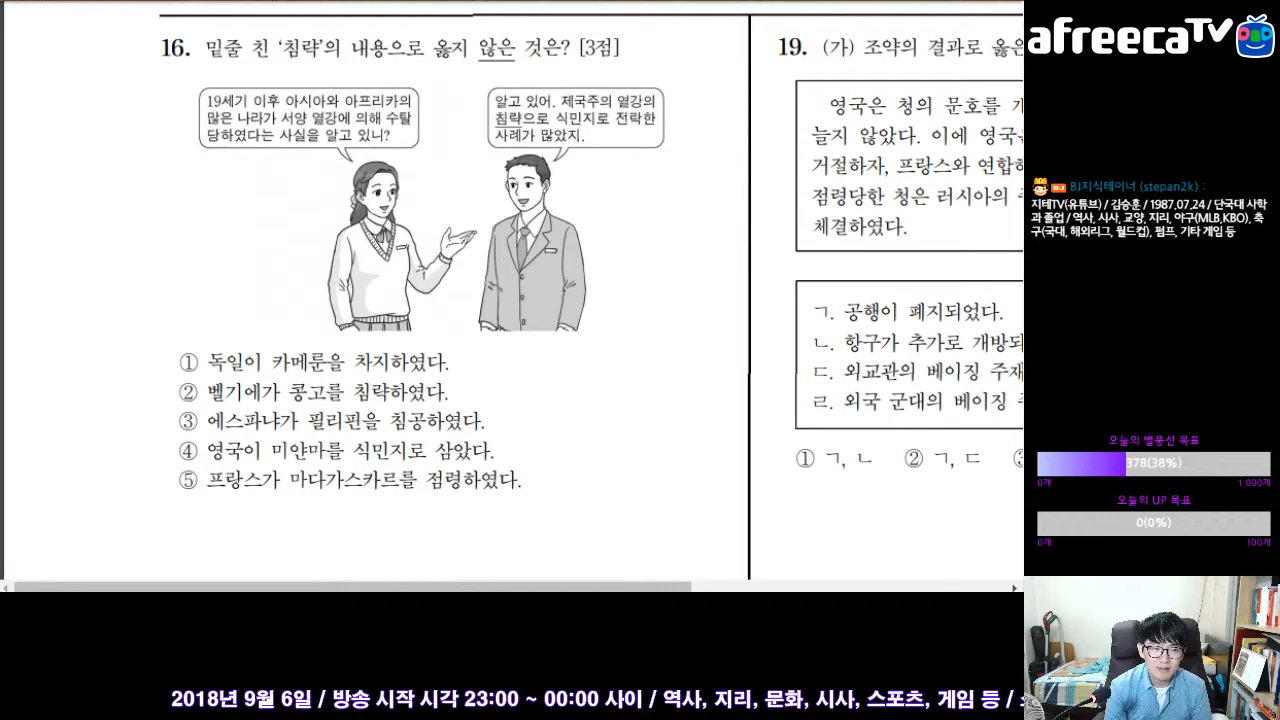 16. 밑줄 친 ‘침략’의 내용으로 옳지 않은 것은? [3점]
19세기 이후 아시아와 아프리카의
많은 나라가 서양 열강에 의해 수탈
당하였다는 사실을 알고 있니?
알고 있어. 제국주의 열강의
침략으로 식민지로 전락한
사례가 많았지.
① 독일이 카메룬을 차지하였다.
② 벨기에가 콩고를 침략하였다.
③ 에스파냐가 필리핀을 침공하였다.
④ 영국이 미얀마를 식민지로 삼았다.
⑤ 프랑스가 마다가스카르를 점령하였다.
19. (가) 조약의 결과로 옳은
영국은 청의 문호를
늘지 않았다. 이에 영국은
거절하자, 프랑스와 연합하
점령당한 청은 러시아의
체결하였다.
ㄱ. 공행이 폐지되었다.
ㄴ. 항구가 추가로 개방되
ㄷ. 외교관의 베이징 주재
ㄹ. 외국 군대의 베이징
① ㄱ, ㄴ ② ㄱ, ㄷ ③
afreecaTV
BJ BJ지식테이너 (stepan2k) :
지테TV(유튜브) / 김승훈 / 1987.07.24 / 단국대 사학
과 졸업 / 역사, 시사, 교양, 지리, 야구(MLB,KBO), 축
구(국대, 해외리그, 월드컵), 펌프, 기타 게임 등
오늘의 별풍선 목표
378(38%)
0개 1,000개
오늘의 UP 목표
0(0%)
0개 100개
2018년 9월 6일 / 방송 시작 시각 23:00 ~ 00:00 사이 / 역사, 지리, 문화, 시사, 스포츠, 게임 등 /